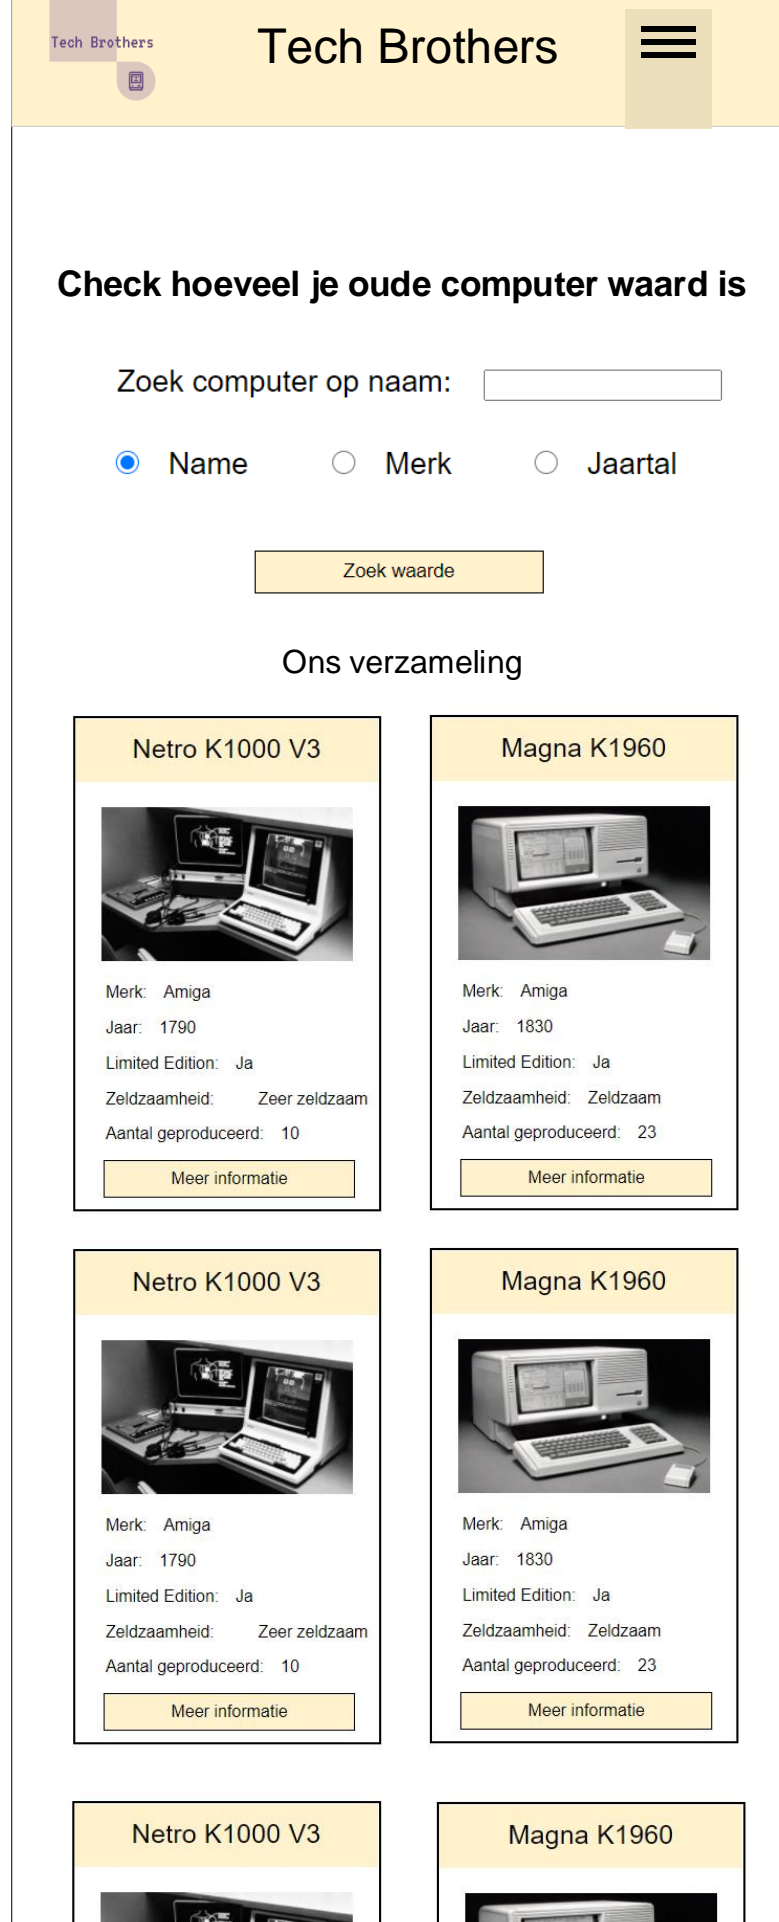 Tech Brothers
Tech Brothers
Check hoeveel je oude computer waard is
Zoek computer op naam:
Name Merk Jaartal
Zoek waarde
Ons verzameling
Netro K1000 V3
Merk: Amiga
Jaar: 1790
Limited Edition: Ja
Zeldzaamheid: Zeer zeldzaam
Aantal geproduceerd: 10
Meer informatie
Magna K1960
Merk: Amiga
Jaar: 1830
Limited Edition: Ja
Zeldzaamheid: Zeldzaam
Aantal geproduceerd: 23
Meer informatie
Netro K1000 V3
Merk: Amiga
Jaar: 1790
Limited Edition: Ja
Zeldzaamheid: Zeer zeldzaam
Aantal geproduceerd: 10
Meer informatie
Magna K1960
Merk: Amiga
Jaar: 1830
Limited Edition: Ja
Zeldzaamheid: Zeldzaam
Aantal geproduceerd: 23
Meer informatie
Netro K1000 V3
Magna K1960